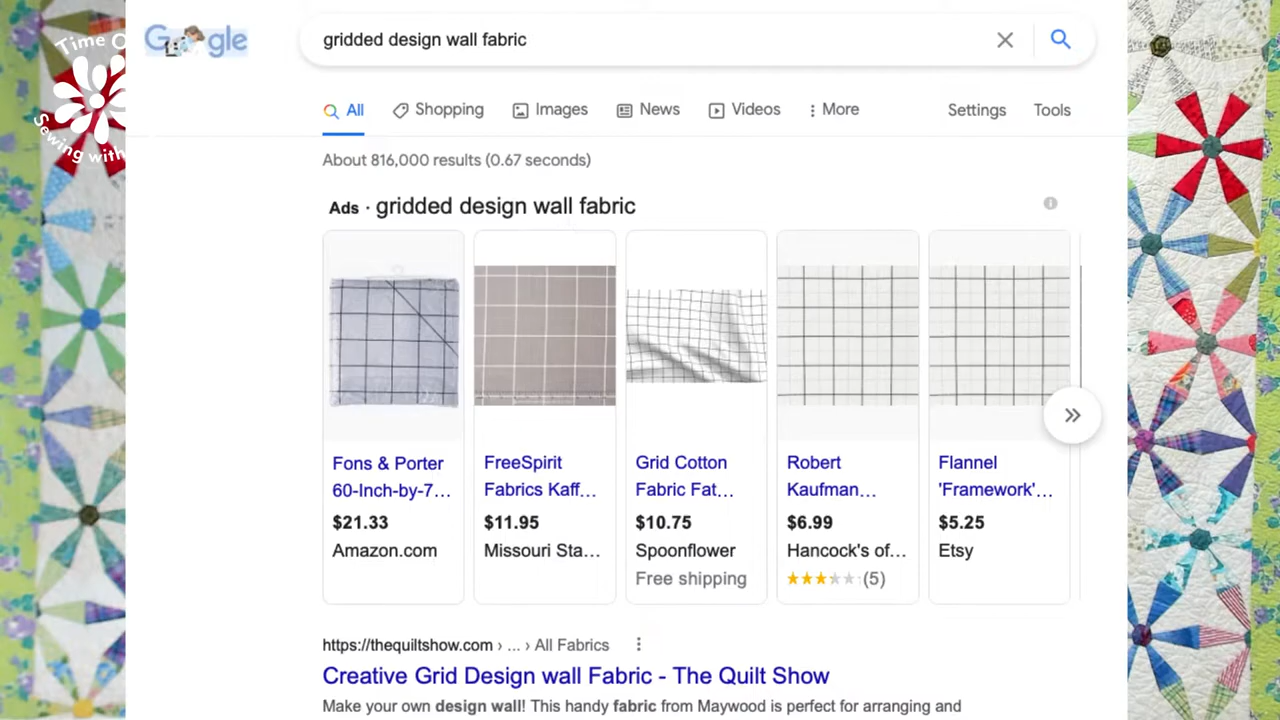 Time O
Sewing with
Google
gridded design wall fabric
All
Shopping
Images
News
Videos
More
Settings
Tools
About 816,000 results (0.67 seconds)
Ads · gridded design wall fabric
Fons & Porter
60-Inch-by-7...
$21.33
Amazon.com
FreeSpirit
Fabrics Kaff...
$11.95
Missouri Sta...
Grid Cotton
Fabric Fat...
$10.75
Spoonflower
Free shipping
Robert
Kaufman...
$6.99
Hancock's of...
(5)
Flannel
'Framework'...
$5.25
Etsy
https://thequiltshow.com › ... › All Fabrics
Creative Grid Design wall Fabric - The Quilt Show
Make your own design wall! This handy fabric from Maywood is perfect for arranging and